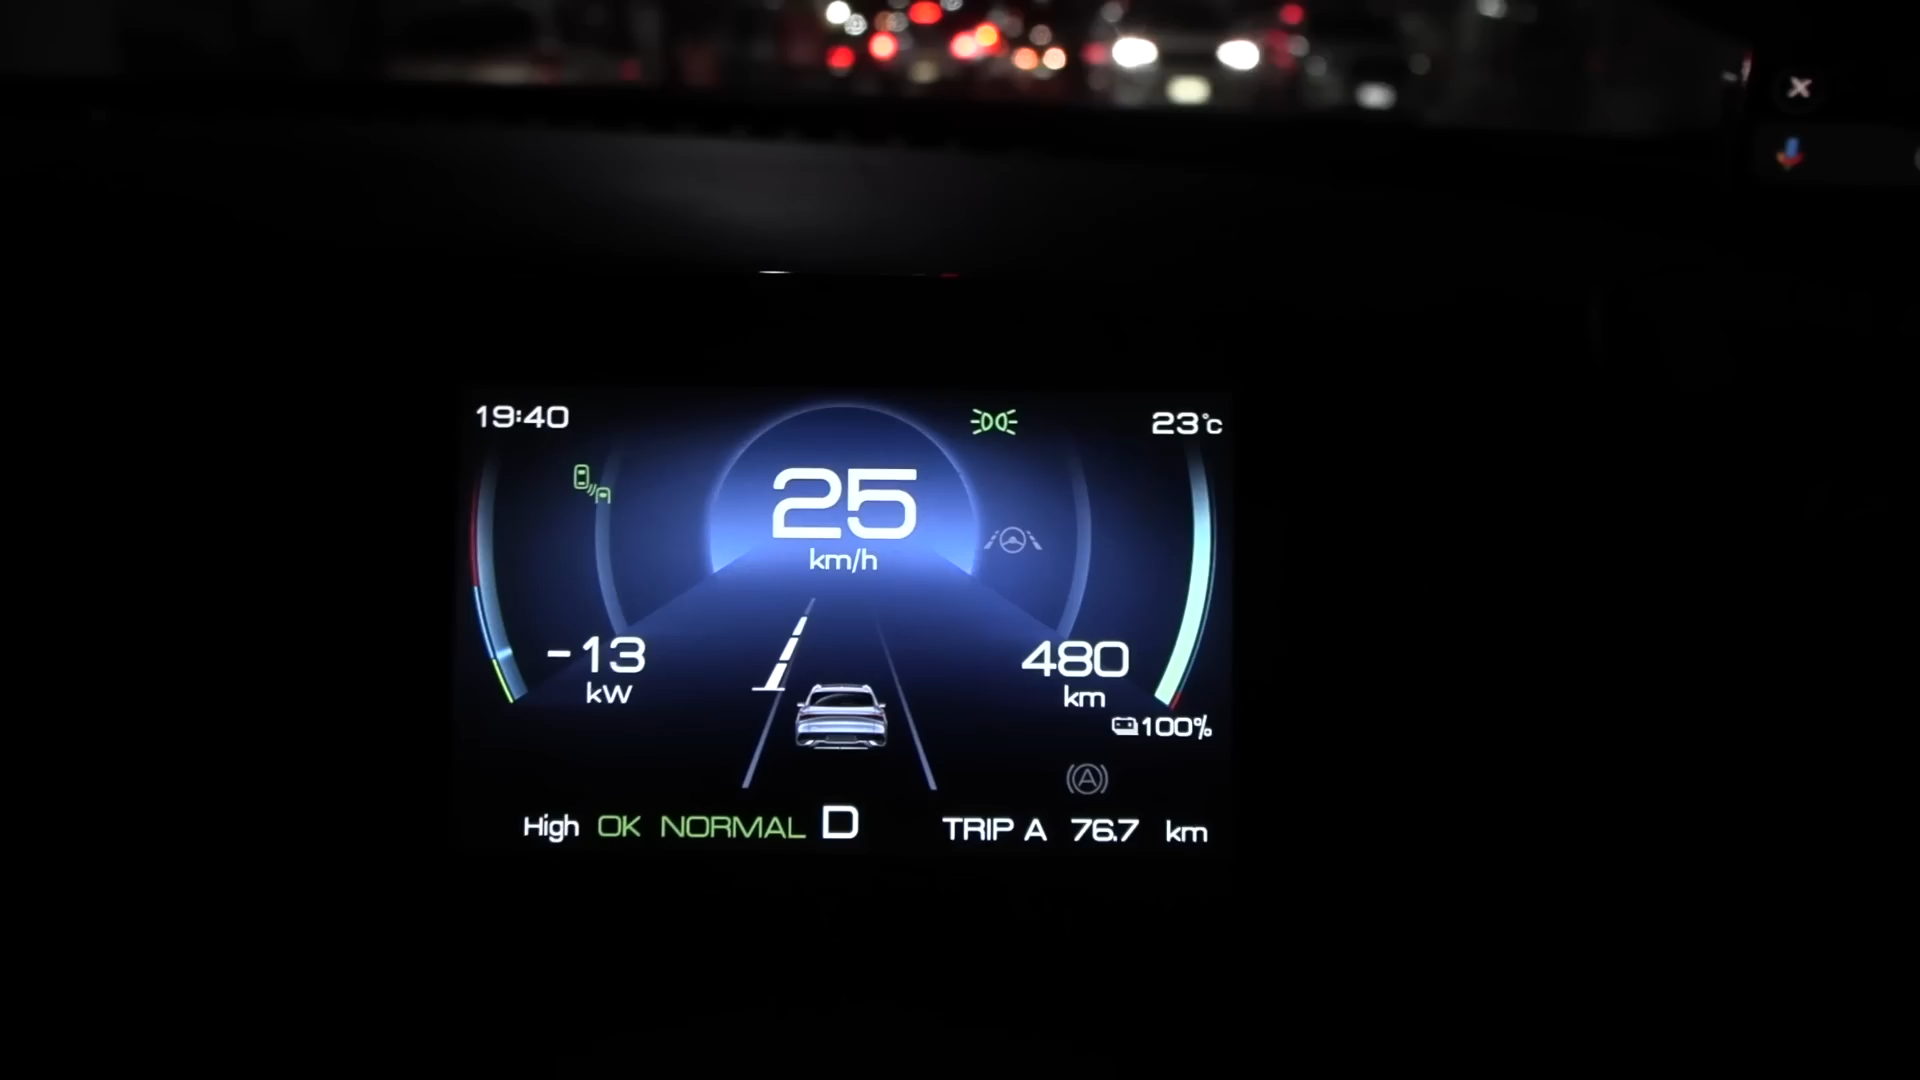 19:40
23°C
25
km/h
-13
kW
480
km
100%
High OK NORMAL D
TRIP A 76.7 km